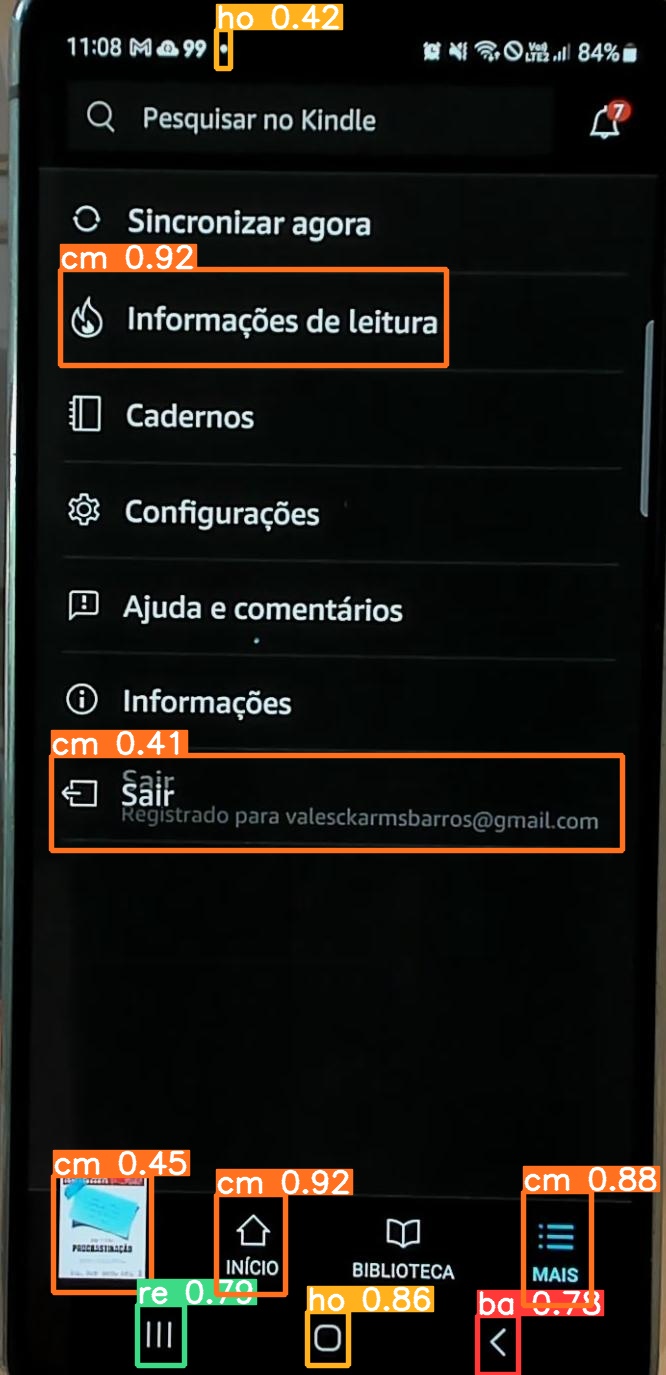 ho 0.42
11:08 99 84%
Pesquisar no Kindle
7
Sincronizar agora
cm 0.92
Informações de leitura
Cadernos
Configurações
Ajuda e comentários
Informações
cm 0.41
Sair
Sair
Registrado para valesckarmsbarros@gmail.com
cm 0.45
cm 0.92
cm 0.88
PROCRASTINAÇÃO
INÍCIO
BIBLIOTECA
MAIS
re 0.79
ho 0.86
ba 0.78